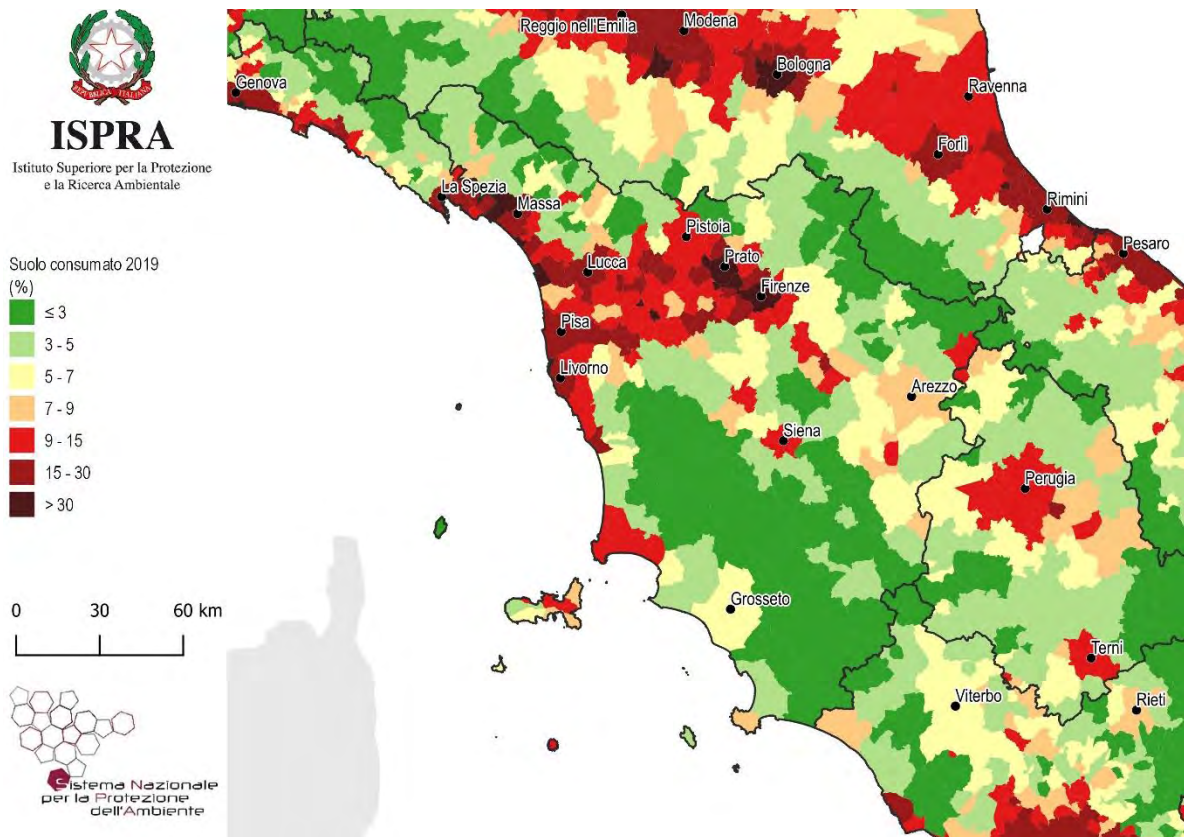 REPVBBLICA ITALIANA
ISPRA
Istituto Superiore per la Protezione
e la Ricerca Ambientale
Suolo consumato 2019
(%)
≤ 3
3 - 5
5 - 7
7 - 9
9 - 15
15 - 30
> 30
0 30 60 km
Sistema Nazionale
per la Protezione
dell'Ambiente
Reggio nell'Emilia
Modena
Bologna
Genova
Ravenna
Forlì
La Spezia
Massa
Rimini
Pistoia
Pesaro
Lucca
Prato
Firenze
Pisa
Livorno
Arezzo
Siena
Perugia
Grosseto
Terni
Viterbo
Rieti